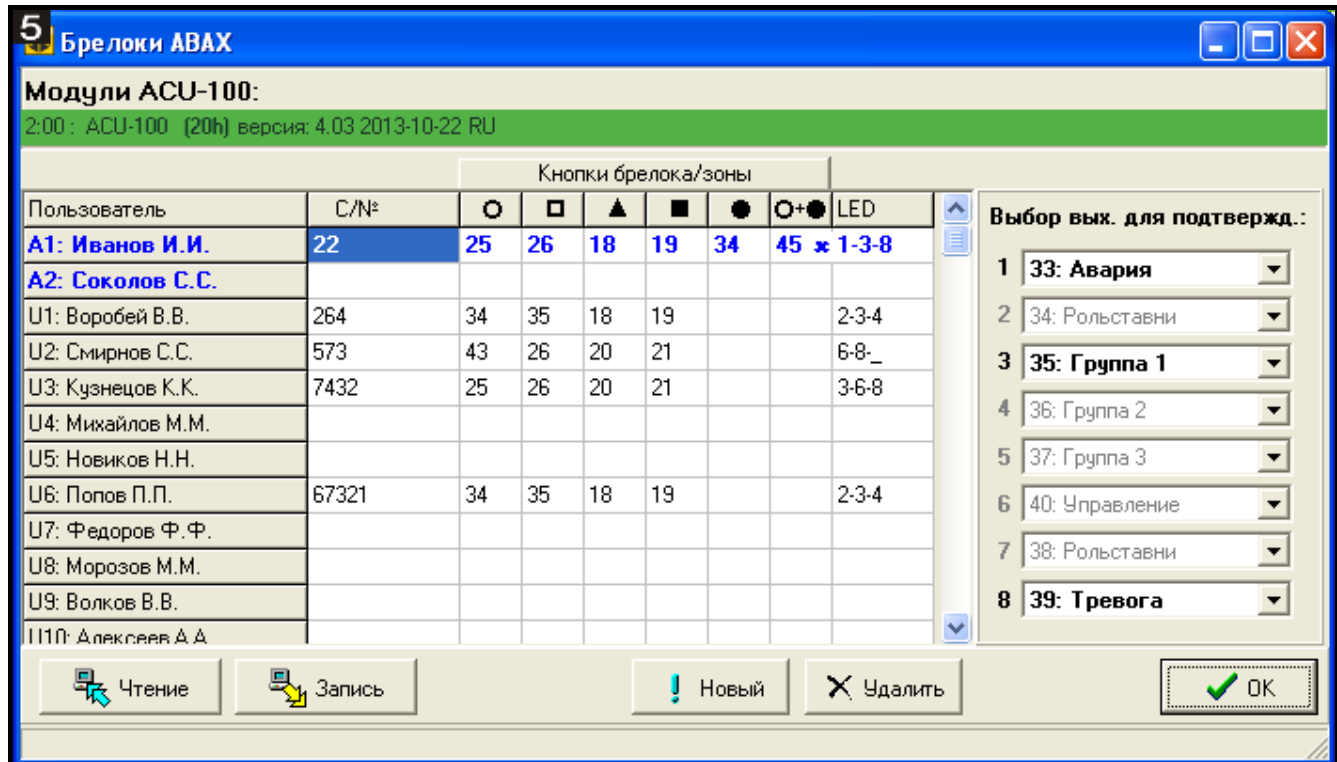 5
Брелоки ABAX
Модули ACU-100:
2:00 : ACU-100 (20h) версия: 4.03 2013-10-22 RU
Кнопки брелока/зоны
Пользователь С/№ O+● LED
A1: Иванов И.И. 22 25 26 18 19 34 45 x 1-3-8
A2: Соколов С.С.
U1: Воробей В.В. 264 34 35 18 19 2-3-4
U2: Смирнов С.С. 573 43 26 20 21 6-8-_
U3: Кузнецов К.К. 7432 25 26 20 21 3-6-8
U4: Михайлов М.М.
U5: Новиков Н.Н.
U6: Попов П.П. 67321 34 35 18 19 2-3-4
U7: Федоров Ф.Ф.
U8: Морозов М.М.
U9: Волков В.В.
U10: Алексеев А.А
Выбор вых. для подтвержд.:
1 33: Авария
2 34: Рольставни
3 35: Группа 1
4 36: Группа 2
5 37: Группа 3
6 40: Управление
7 38: Рольставни
8 39: Тревога
Чтение Запись Новый Удалить OK